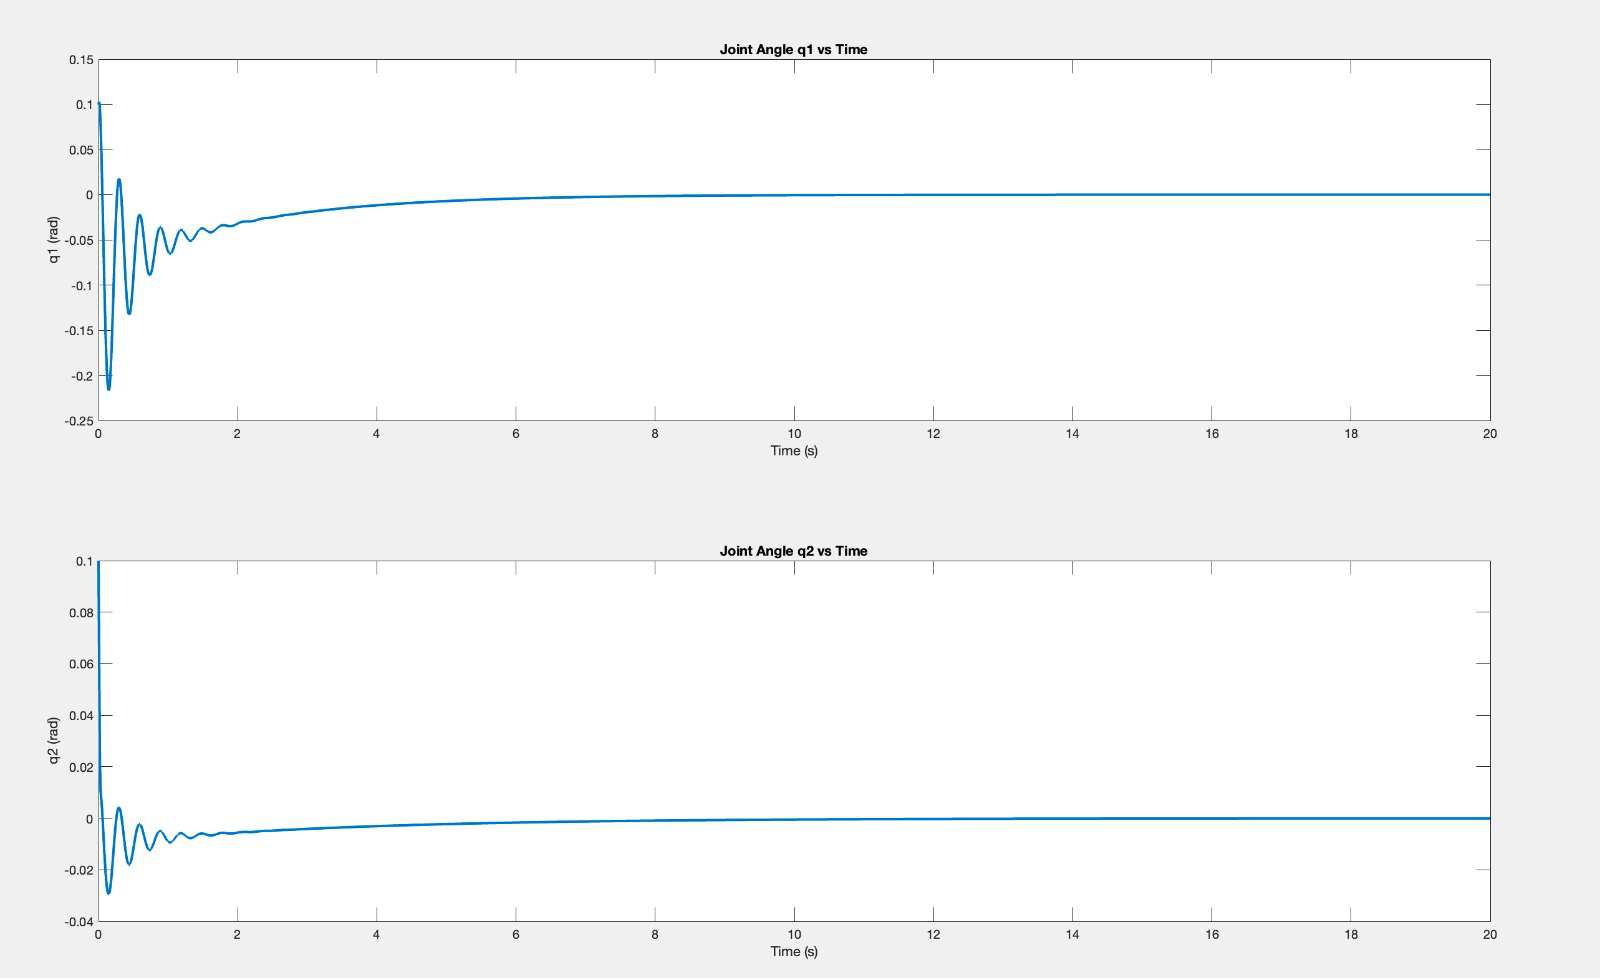 Joint Angle q1 vs Time
0.15
0.1
0.05
0
-0.05
-0.1
-0.15
-0.2
-0.25
q1 (rad)
0 2 4 6 8 10 12 14 16 18 20
Time (s)
Joint Angle q2 vs Time
0.1
0.08
0.06
0.04
0.02
0
-0.02
-0.04
q2 (rad)
0 2 4 6 8 10 12 14 16 18 20
Time (s)